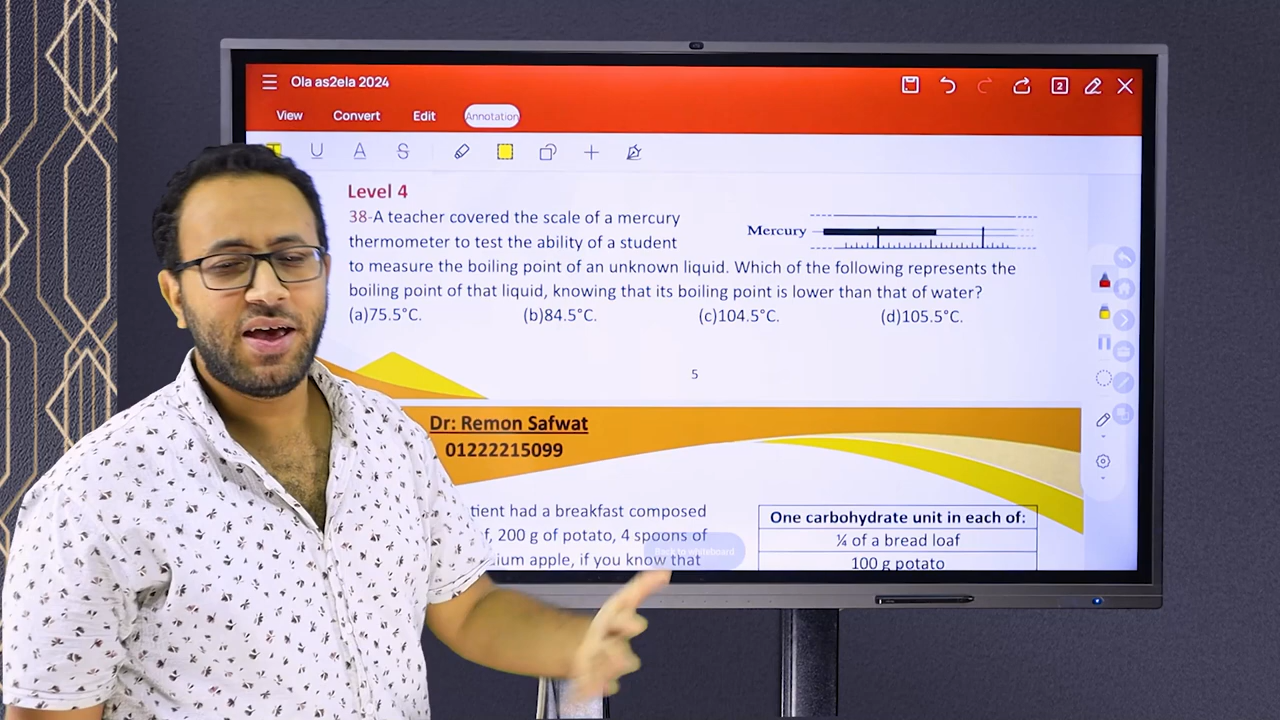 Ola as2ela 2024
2
View Convert Edit Annotation
T U A S
Level 4
38-A teacher covered the scale of a mercury
thermometer to test the ability of a student
Mercury
to measure the boiling point of an unknown liquid. Which of the following represents the
boiling point of that liquid, knowing that its boiling point is lower than that of water?
(a)75.5°C. (b)84.5°C. (c)104.5°C. (d)105.5°C.
5
Dr: Remon Safwat
01222215099
tient had a breakfast composed
f, 200 g of potato, 4 spoons of
ium apple, if you know that
One carbohydrate unit in each of:
¼ of a bread loaf
100 g potato
Back to whiteboard